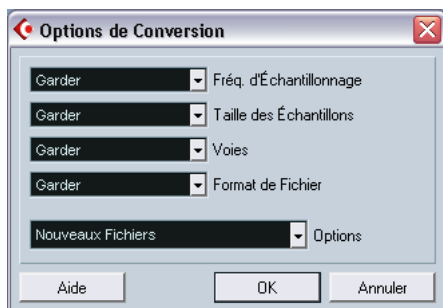 Options de Conversion
Garder Fréq. d'Échantillonnage
Garder Taille des Échantillons
Garder Voies
Garder Format de Fichier
Nouveaux Fichiers Options
Aide OK Annuler